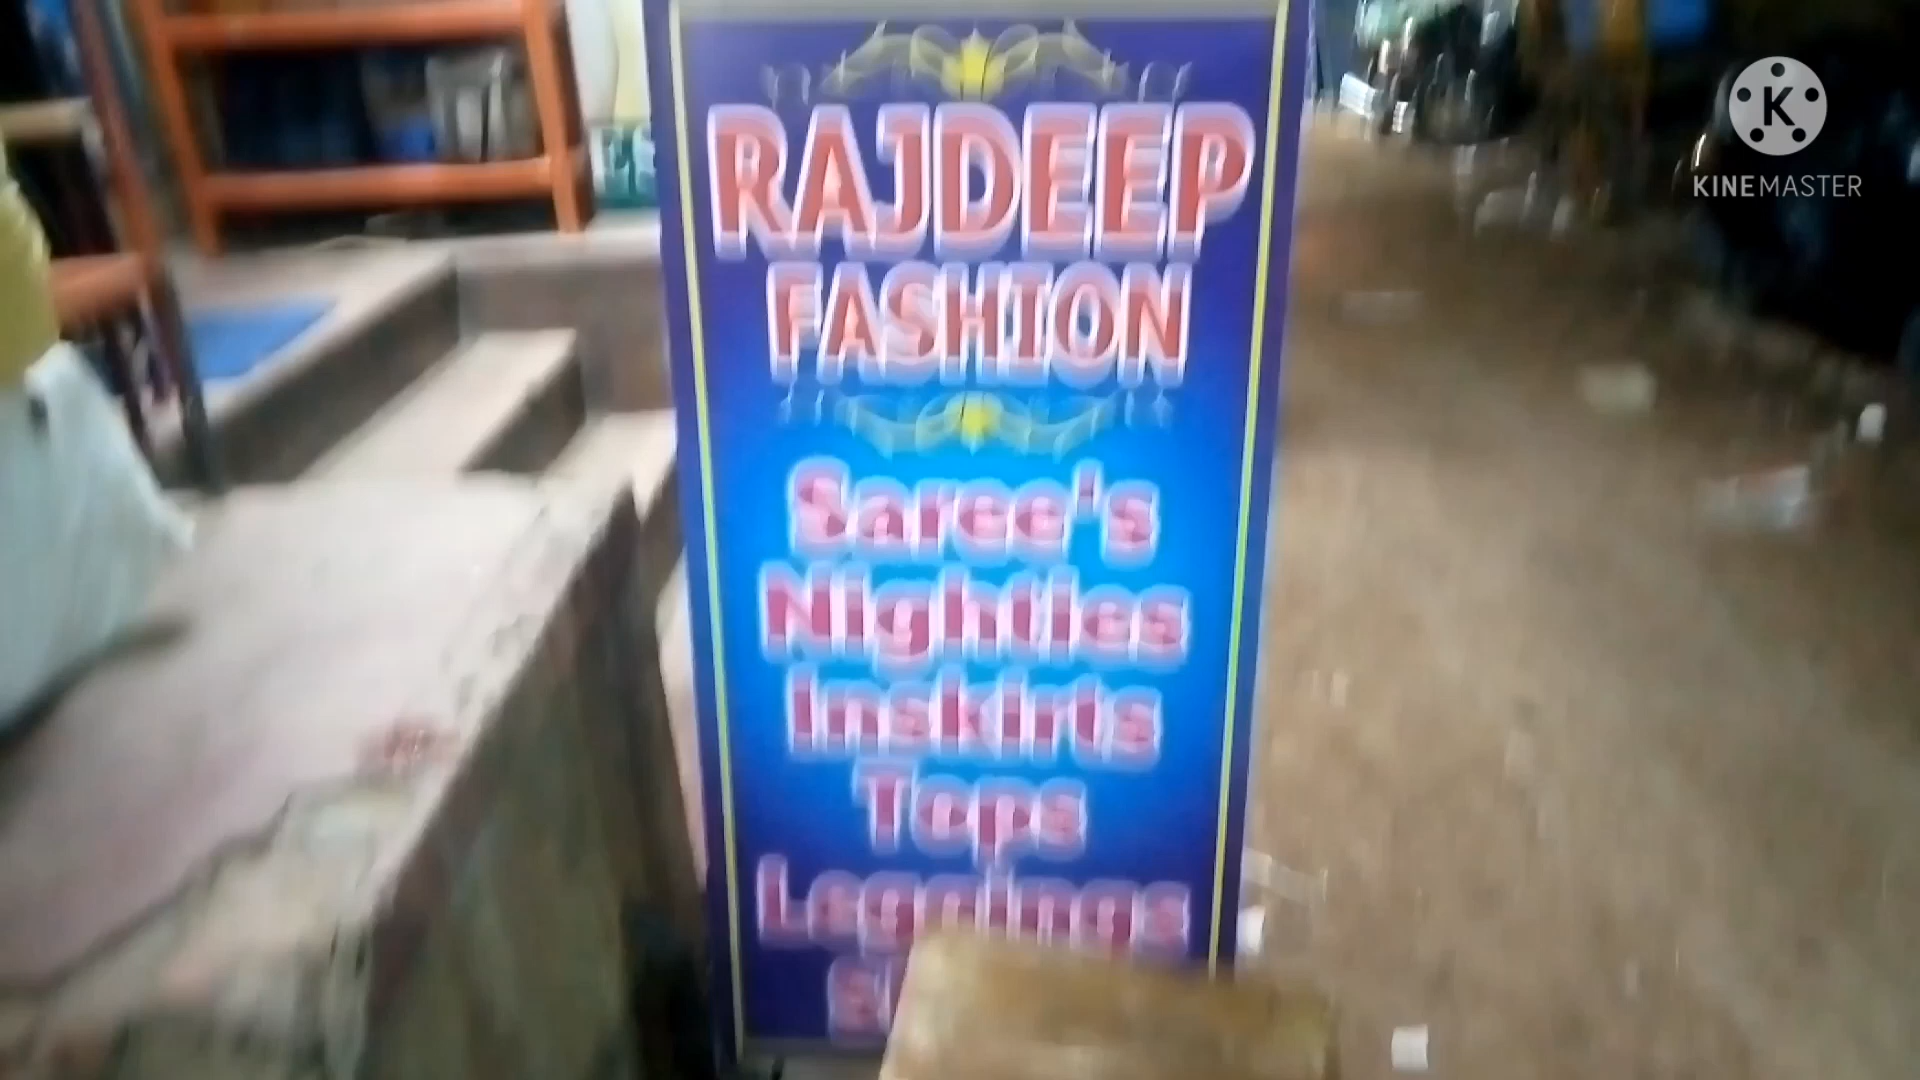 RAJDEEP
FASHION
Saree's
Nighties
Inskirts
Tops
Leggings
K
KINEMASTER